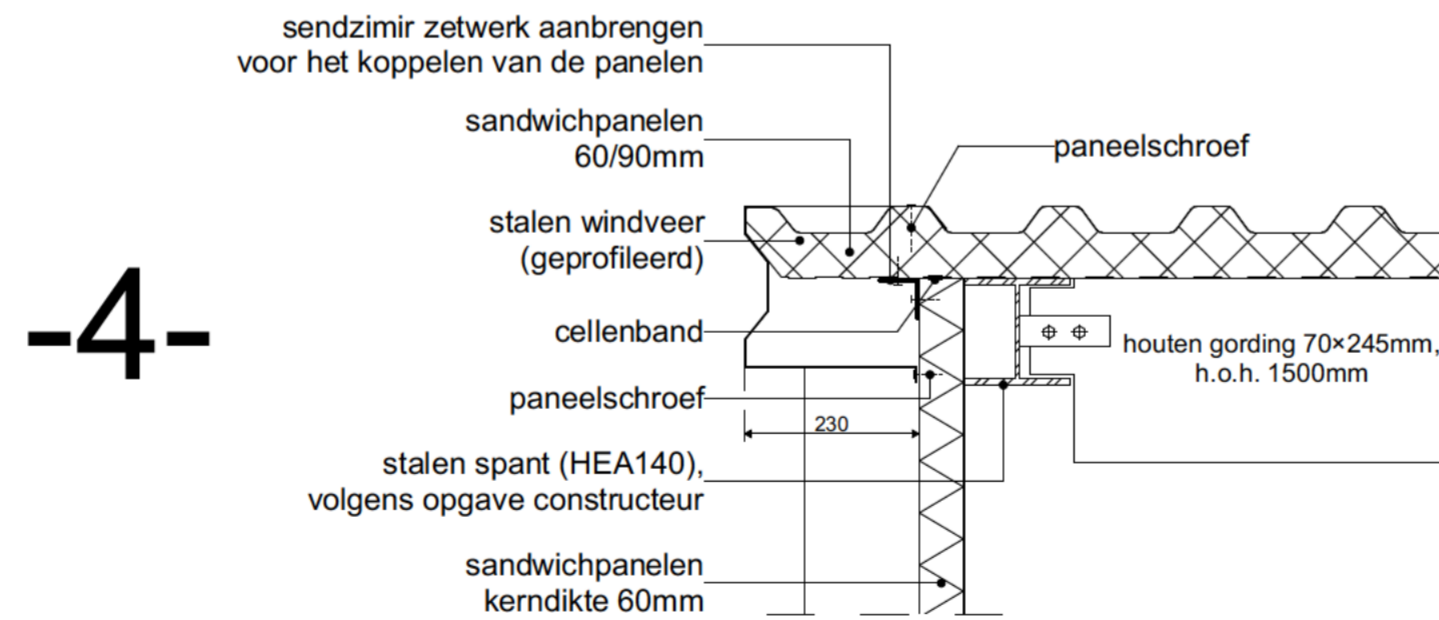 sendzimir zetwerk aanbrengen
voor het koppelen van de panelen
sandwichpanelen
60/90mm
paneelschroef
stalen windveer
(geprofileerd)
-4-
cellenband
houten gording 70×245mm,
h.o.h. 1500mm
paneelschroef
230
stalen spant (HEA140),
volgens opgave constructeur
sandwichpanelen
kerndikte 60mm